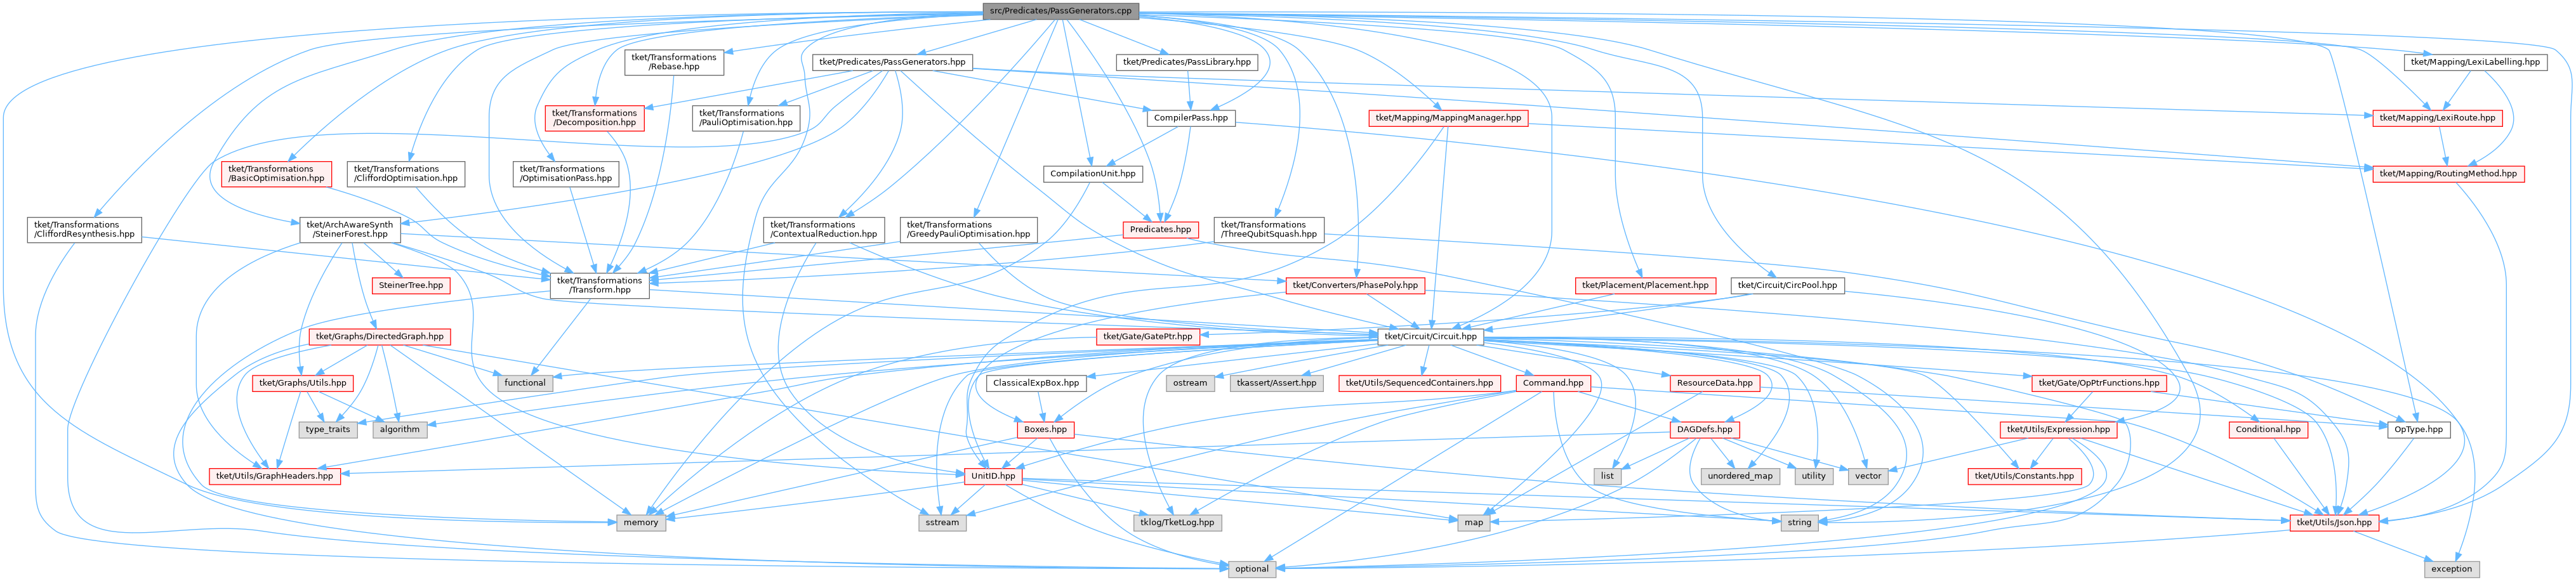 src/Predicates/PassGenerators.cpp
tket/Transformations
/Rebase.hpp
tket/Predicates/PassGenerators.hpp
tket/Predicates/PassLibrary.hpp
tket/Mapping/LexiLabelling.hpp
tket/Transformations
/Decomposition.hpp
tket/Transformations
/PauliOptimisation.hpp
CompilerPass.hpp
tket/Mapping/MappingManager.hpp
tket/Mapping/LexiRoute.hpp
tket/Transformations
/BasicOptimisation.hpp
tket/Transformations
/CliffordOptimisation.hpp
tket/Transformations
/OptimisationPass.hpp
CompilationUnit.hpp
tket/Mapping/RoutingMethod.hpp
tket/Transformations
/CliffordResynthesis.hpp
tket/ArchAwareSynth
/SteinerForest.hpp
tket/Transformations
/ContextualReduction.hpp
tket/Transformations
/GreedyPauliOptimisation.hpp
Predicates.hpp
tket/Transformations
/ThreeQubitSquash.hpp
SteinerTree.hpp
tket/Transformations
/Transform.hpp
tket/Converters/PhasePoly.hpp
tket/Placement/Placement.hpp
tket/Circuit/CircPool.hpp
tket/Graphs/DirectedGraph.hpp
tket/Gate/GatePtr.hpp
tket/Circuit/Circuit.hpp
tket/Graphs/Utils.hpp
functional
ClassicalExpBox.hpp
ostream
tkassert/Assert.hpp
tket/Utils/SequencedContainers.hpp
Command.hpp
ResourceData.hpp
tket/Gate/OpPtrFunctions.hpp
type_traits
algorithm
Boxes.hpp
DAGDefs.hpp
tket/Utils/Expression.hpp
Conditional.hpp
OpType.hpp
tket/Utils/GraphHeaders.hpp
UnitID.hpp
list
unordered_map
utility
vector
tket/Utils/Constants.hpp
memory
sstream
tklog/TketLog.hpp
map
string
tket/Utils/Json.hpp
optional
exception